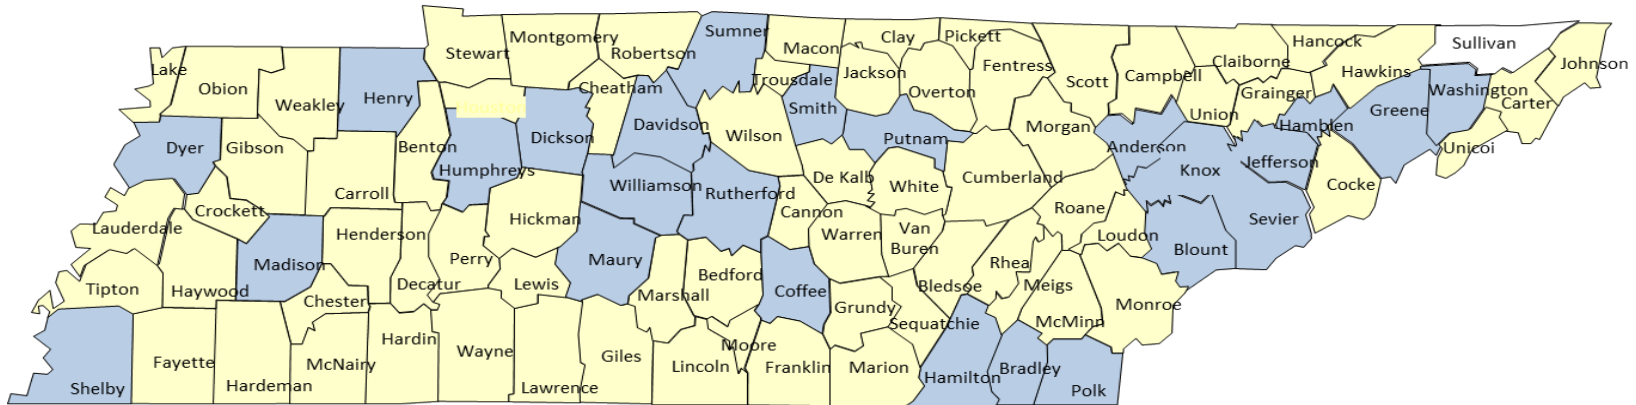 Sumner
Montgomery
Clay
Pickett
Stewart
Robertson
Macon
Hancock
Sullivan
Lake
Obion
Cheatham
Trousdale
Jackson
Fentress
Scott
Campbell
Claiborne
Hawkins
Johnson
Weakley
Henry
Houston
Smith
Overton
Grainger
Washington
Carter
Union
Greene
Dyer
Gibson
Benton
Dickson
Davidson
Wilson
Putnam
Morgan
Hamblen
Unicoi
Anderson
Humphreys
Knox
Jefferson
Carroll
Williamson
Rutherford
De Kalb
White
Cumberland
Cocke
Lauderdale
Crockett
Hickman
Cannon
Roane
Sevier
Henderson
Warren
Van
Buren
Loudon
Blount
Madison
Perry
Maury
Rhea
Tipton
Haywood
Decatur
Lewis
Bedford
Coffee
Bledsoe
Meigs
Chester
Marshall
Grundy
Monroe
Sequatchie
McMinn
Shelby
Fayette
Hardeman
McNairy
Hardin
Wayne
Lawrence
Giles
Lincoln
Moore
Franklin
Marion
Hamilton
Bradley
Polk